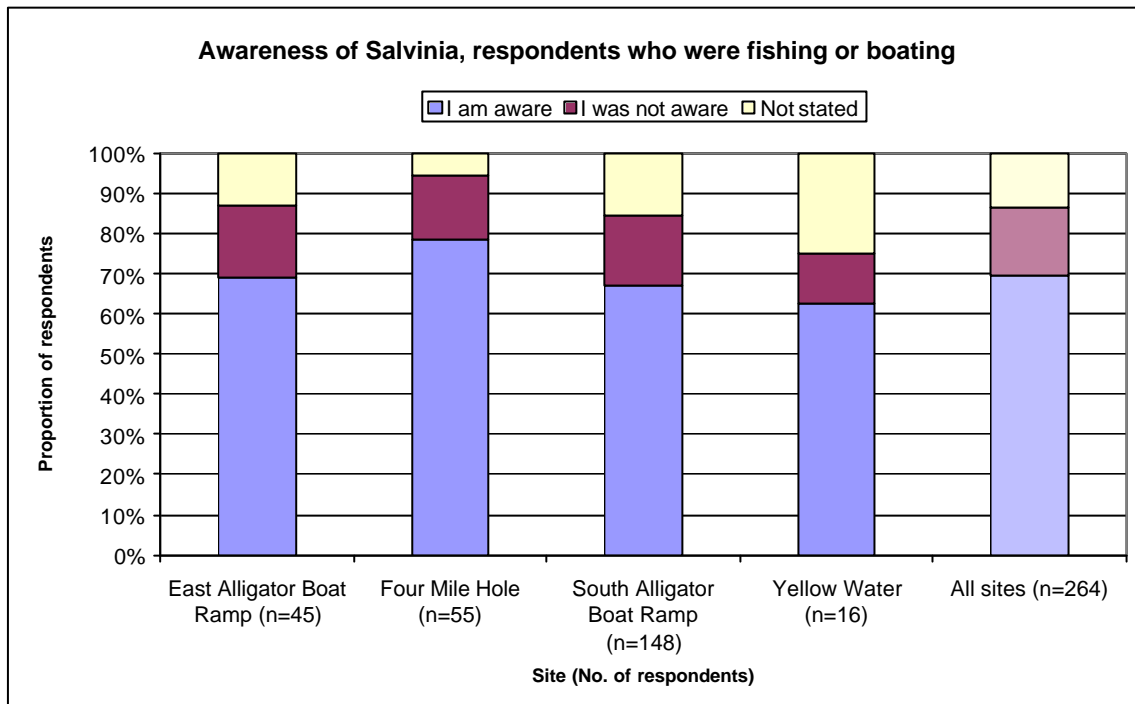 Awareness of Salvinia, respondents who were fishing or boating
I am aware I was not aware Not stated
100%
90%
80%
70%
60%
50%
40%
30%
20%
10%
0%
Proportion of respondents
East Alligator Boat
Ramp (n=45)
Four Mile Hole
(n=55)
South Alligator
Boat Ramp
(n=148)
Yellow Water
(n=16)
All sites (n=264)
Site (No. of respondents)